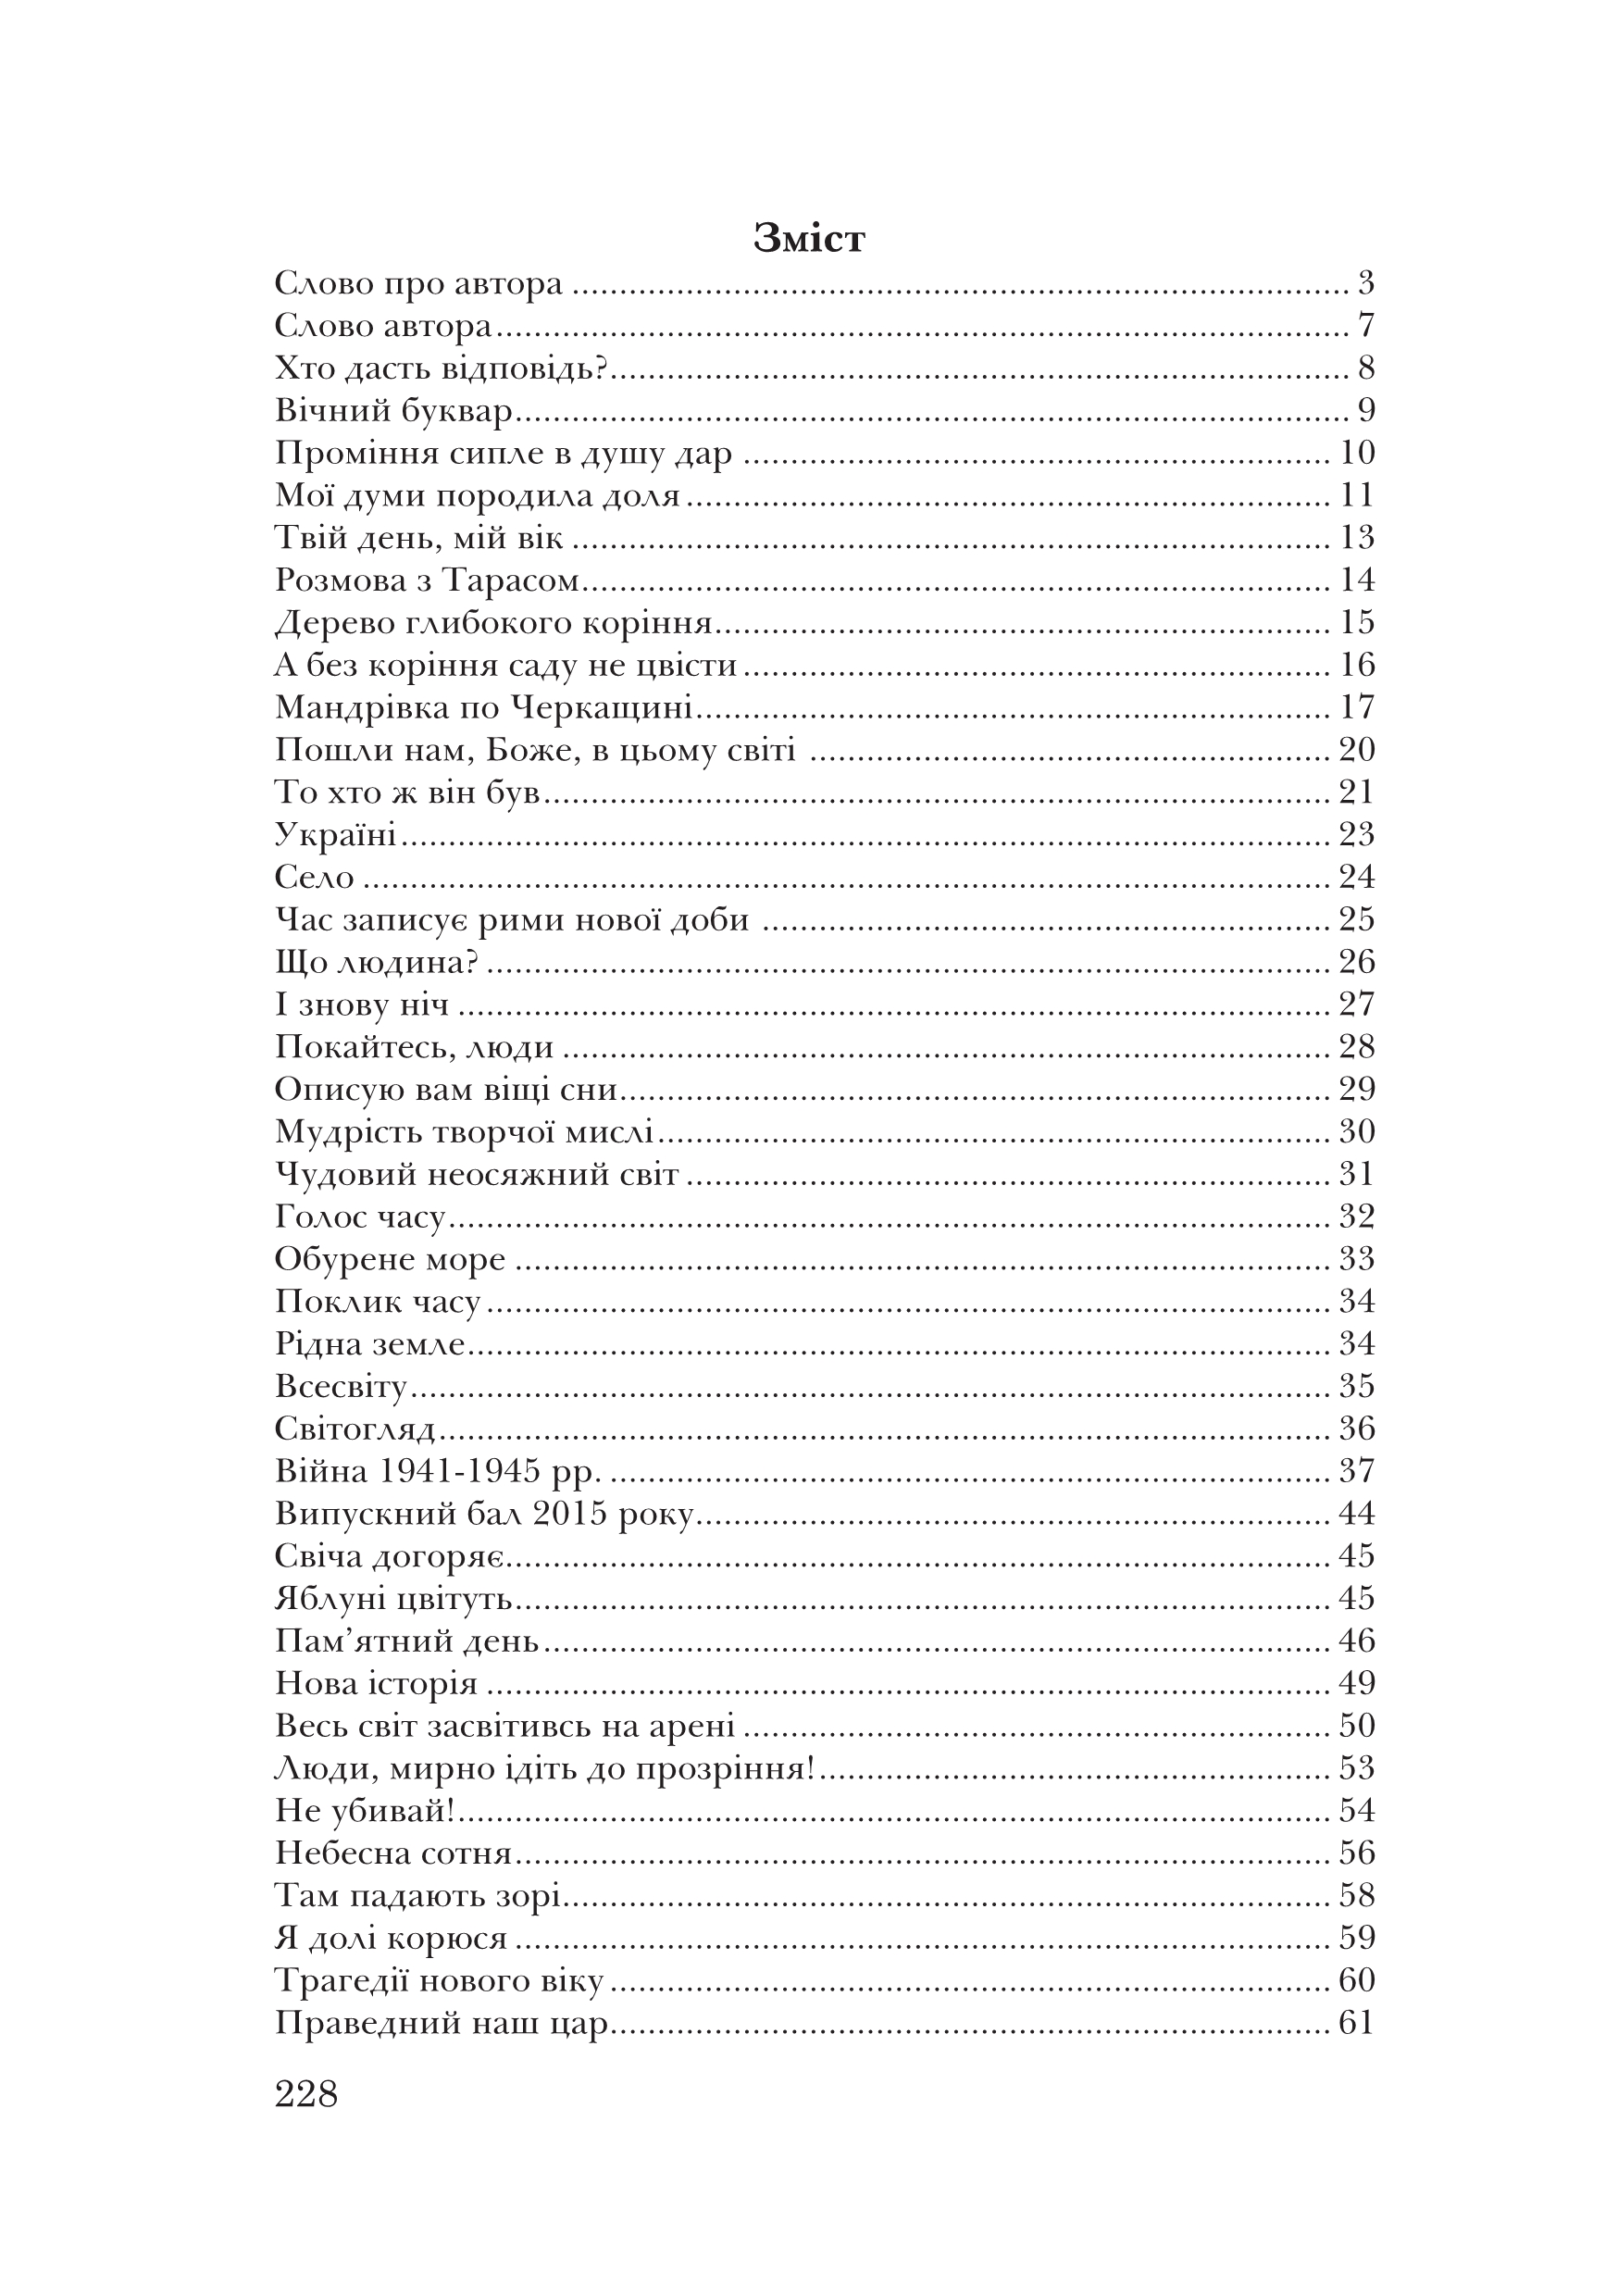 Зміст
Слово про автора .......... 3
Слово автора .......... 7
Хто дасть відповідь? .......... 8
Вічний буквар .......... 9
Проміння сипле в душу дар .......... 10
Мої думи породила доля .......... 11
Твій день, мій вік .......... 13
Розмова з Тарасом .......... 14
Дерево глибокого коріння .......... 15
А без коріння саду не цвісти .......... 16
Мандрівка по Черкащині .......... 17
Пошли нам, Боже, в цьому світі .......... 20
То хто ж він був .......... 21
Україні .......... 23
Село .......... 24
Час записує рими нової доби .......... 25
Що людина? .......... 26
І знову ніч .......... 27
Покайтесь, люди .......... 28
Описую вам віщі сни .......... 29
Мудрість творчої мислі .......... 30
Чудовий неосяжний світ .......... 31
Голос часу .......... 32
Обурене море .......... 33
Поклик часу .......... 34
Рідна земле .......... 34
Всесвіту .......... 35
Світогляд .......... 36
Війна 1941-1945 рр. .......... 37
Випускний бал 2015 року .......... 44
Свіча догоряє .......... 45
Яблуні цвітуть .......... 45
Пам’ятний день .......... 46
Нова історія .......... 49
Весь світ засвітивсь на арені .......... 50
Люди, мирно ідіть до прозріння! .......... 53
Не убивай! .......... 54
Небесна сотня .......... 56
Там падають зорі .......... 58
Я долі корюся .......... 59
Трагедії нового віку .......... 60
Праведний наш цар .......... 61
228